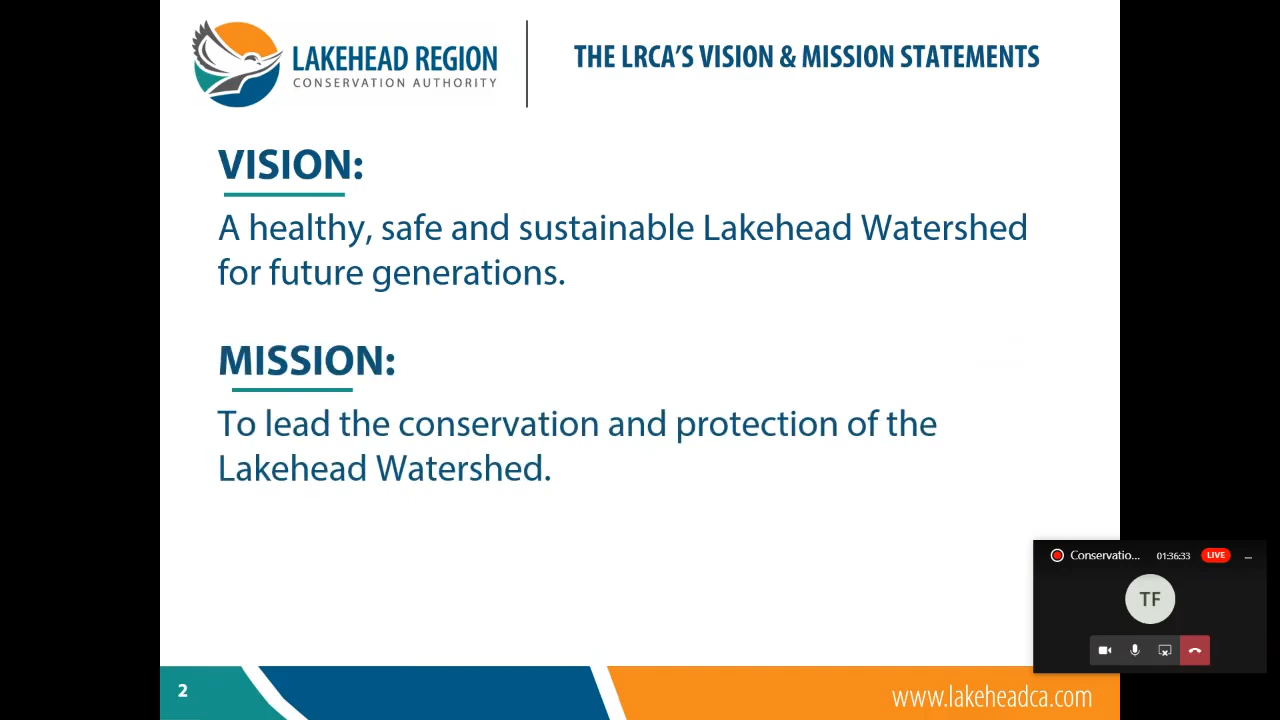 LAKEHEAD REGION
CONSERVATION AUTHORITY
THE LRCA'S VISION & MISSION STATEMENTS
VISION:
A healthy, safe and sustainable Lakehead Watershed
for future generations.
MISSION:
To lead the conservation and protection of the
Lakehead Watershed.
Conservatio... 01:36:33 LIVE
TF
2
www.lakeheadca.com